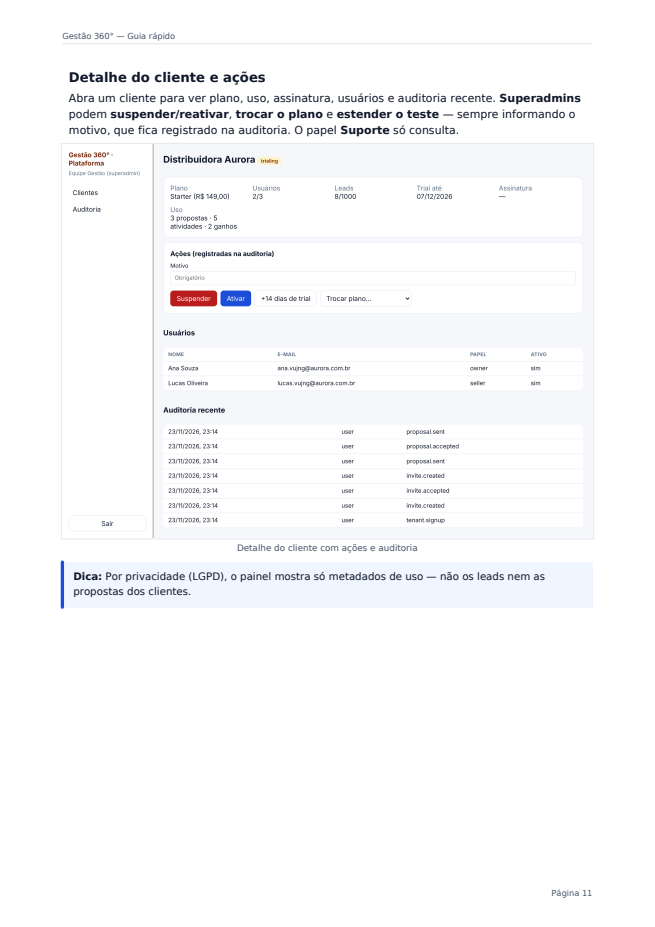 Gestão 360° — Guia rápido
Detalhe do cliente e ações
Abra um cliente para ver plano, uso, assinatura, usuários e auditoria recente. Superadmins
podem suspender/reativar, trocar o plano e estender o teste — sempre informando o
motivo, que fica registrado na auditoria. O papel Suporte só consulta.
Gestão 360° ·
Plataforma
Equipe Gestão (superadmin)
Clientes
Auditoria
Sair
Distribuidora Aurora trialing
Plano Usuários Leads Trial até Assinatura
Starter (R$ 149,00) 2/3 8/1000 07/12/2026 —
Uso
3 propostas · 5
atividades · 2 ganhos
Ações (registradas na auditoria)
Motivo
Obrigatório
Suspender Ativar +14 dias de trial Trocar plano...
Usuários
NOME E-MAIL PAPEL ATIVO
Ana Souza ana.vujng@aurora.com.br owner sim
Lucas Oliveira lucas.vujng@aurora.com.br seller sim
Auditoria recente
23/11/2026, 23:14 user proposal.sent
23/11/2026, 23:14 user proposal.accepted
23/11/2026, 23:14 user proposal.sent
23/11/2026, 23:14 user invite.created
23/11/2026, 23:14 user invite.accepted
23/11/2026, 23:14 user invite.created
23/11/2026, 23:14 user tenant.signup
Detalhe do cliente com ações e auditoria
Dica: Por privacidade (LGPD), o painel mostra só metadados de uso — não os leads nem as
propostas dos clientes.
Página 11